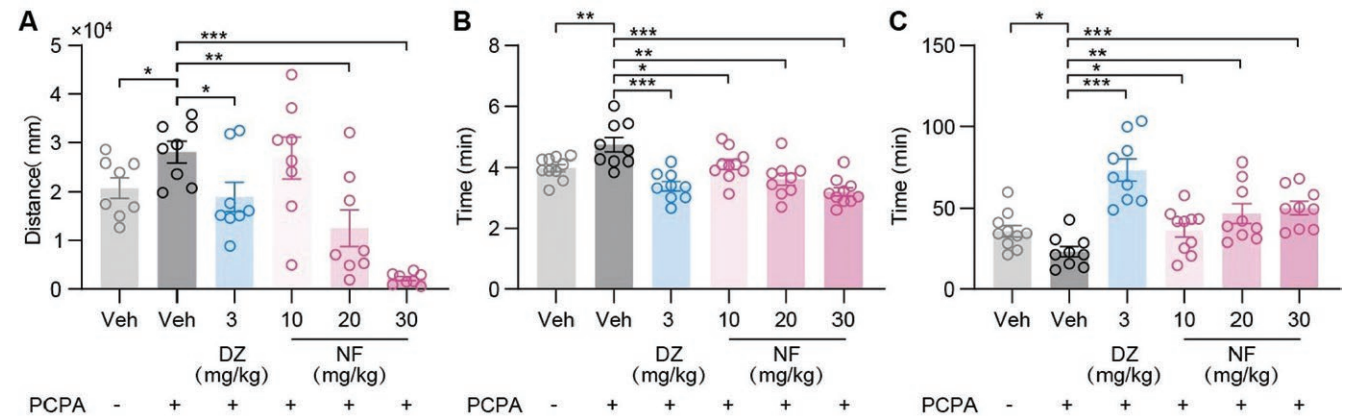 A
×10⁴
***
**
*
*
5
4
3
2
1
0
Distance( mm)
Veh Veh 3 10 20 30
DZ NF
(mg/kg) (mg/kg)
PCPA - + + + + +
B
**
***
**
*
***
8
6
4
2
0
Time (min)
Veh Veh 3 10 20 30
DZ NF
(mg/kg) (mg/kg)
PCPA - + + + + +
C
*
***
**
*
***
150
100
50
0
Time (min)
Veh Veh 3 10 20 30
DZ NF
(mg/kg) (mg/kg)
PCPA - + + + + +